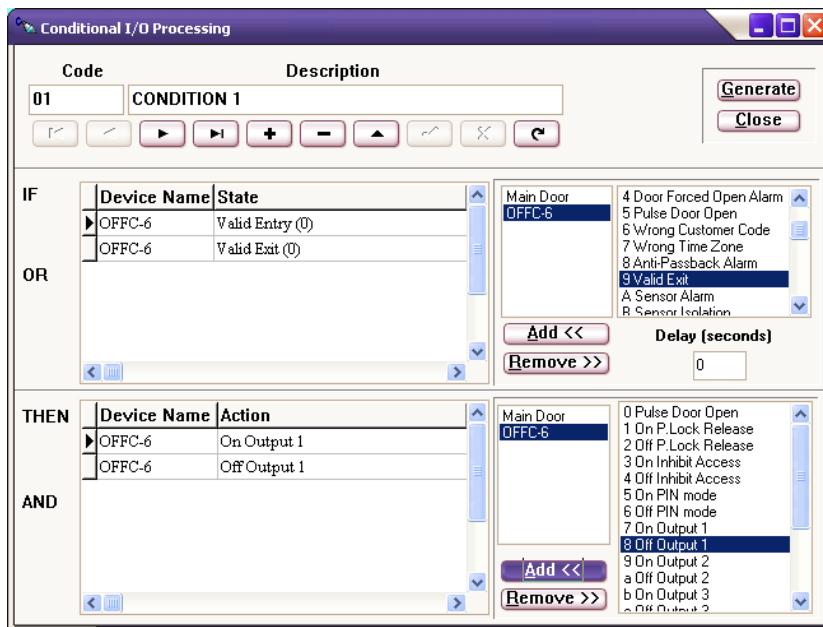 Conditional I/O Processing
Code Description
01 CONDITION 1
Generate
Close
IF
OR
Device Name State
OFFC-6 Valid Entry (0)
OFFC-6 Valid Exit (0)
Main Door
OFFC-6
4 Door Forced Open Alarm
5 Pulse Door Open
6 Wrong Customer Code
7 Wrong Time Zone
8 Anti-Passback Alarm
9 Valid Exit
A Sensor Alarm
B Sensor Isolation
Add <<
Remove >>
Delay (seconds)
0
THEN
AND
Device Name Action
OFFC-6 On Output 1
OFFC-6 Off Output 1
Main Door
OFFC-6
0 Pulse Door Open
1 On P.Lock Release
2 Off P.Lock Release
3 On Inhibit Access
4 Off Inhibit Access
5 On PIN mode
6 Off PIN mode
7 On Output 1
8 Off Output 1
9 On Output 2
a Off Output 2
b On Output 3
c Off Output 3
Add <<
Remove >>